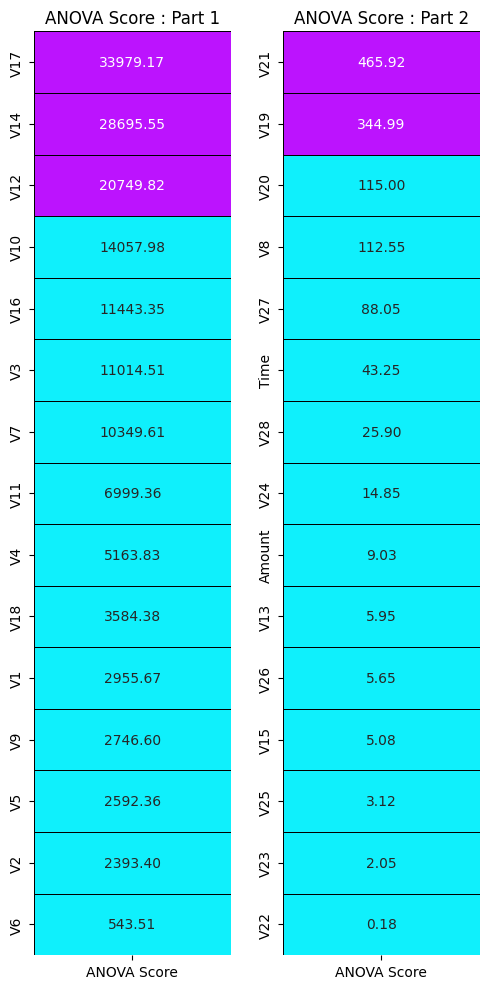 ANOVA Score : Part 1
V17 33979.17
V14 28695.55
V12 20749.82
V10 14057.98
V16 11443.35
V3 11014.51
V7 10349.61
V11 6999.36
V4 5163.83
V18 3584.38
V1 2955.67
V9 2746.60
V5 2592.36
V2 2393.40
V6 543.51
ANOVA Score
ANOVA Score : Part 2
V21 465.92
V19 344.99
V20 115.00
V8 112.55
V27 88.05
Time 43.25
V28 25.90
V24 14.85
Amount 9.03
V13 5.95
V26 5.65
V15 5.08
V25 3.12
V23 2.05
V22 0.18
ANOVA Score